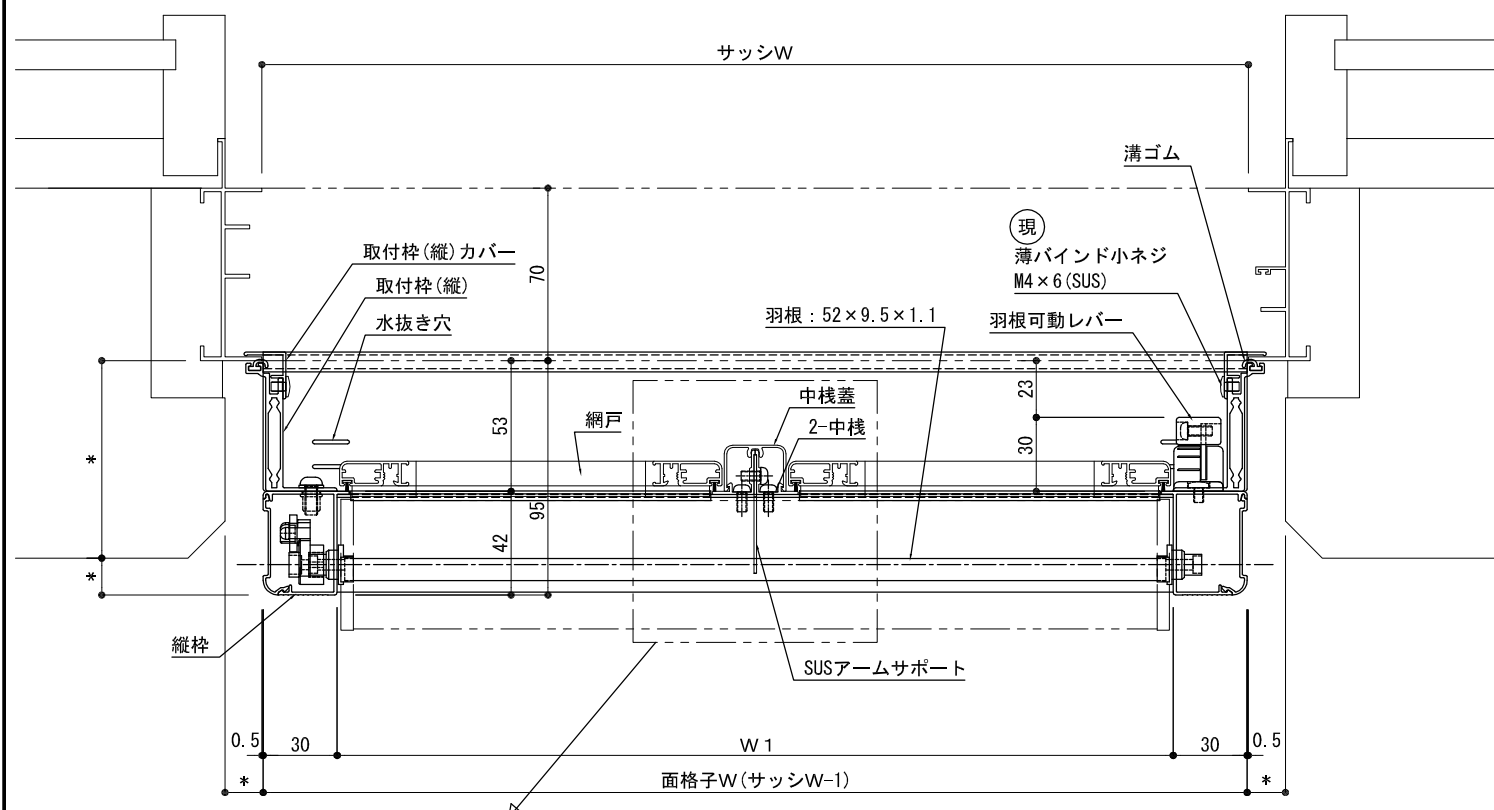 サッシW
溝ゴム
現
薄バインド小ネジ
M4×6(SUS)
取付枠(縦)カバー
取付枠(縦)
水抜き穴
70
羽根：52×9.5×1.1
羽根可動レバー
中桟蓋
2-中桟
網戸
53
23
30
*
95
42
*
縦枠
SUSアームサポート
0.5
30
W1
30
0.5
*
面格子W(サッシW-1)
*